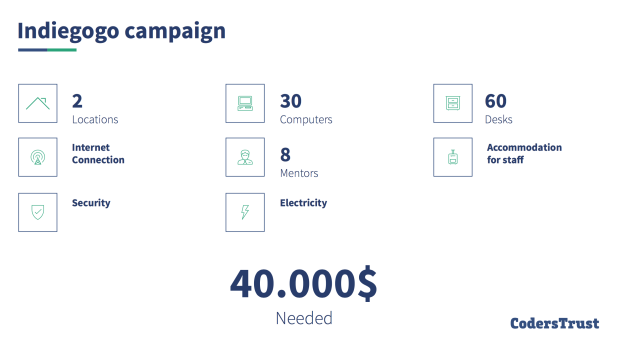 Indiegogo campaign
2
Locations
30
Computers
60
Desks
Internet
Connection
8
Mentors
Accommodation
for staff
Security
Electricity
40.000$
Needed
CodersTrust